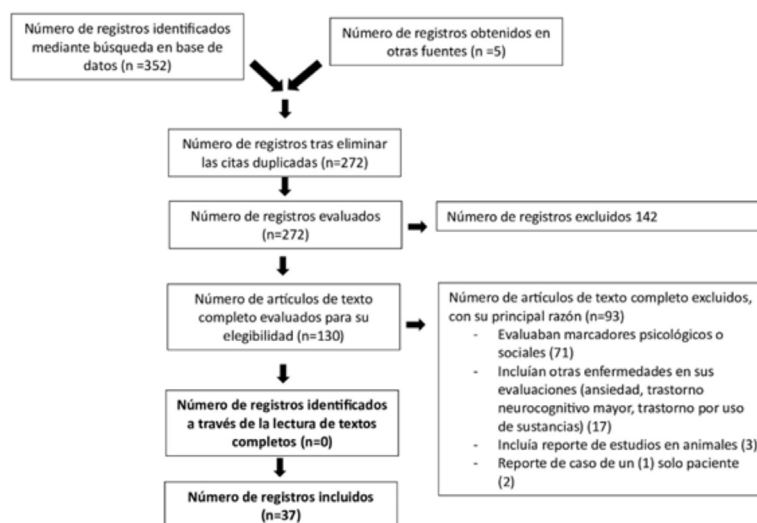 Número de registros identificados
mediante búsqueda en base de
datos (n =352)
Número de registros obtenidos en
otras fuentes (n =5)
Número de registros tras eliminar
las citas duplicadas (n=272)
Número de registros evaluados
(n=272)
Número de registros excluidos 142
Número de artículos de texto
completo evaluados para su
elegibilidad (n=130)
Número de artículos de texto completo excluidos,
con su principal razón (n=93)
- Evaluaban marcadores psicológicos o
sociales (71)
- Incluían otras enfermedades en sus
evaluaciones (ansiedad, trastorno
neurocognitivo mayor, trastorno por uso
de sustancias) (17)
- Incluía reporte de estudios en animales (3)
- Reporte de caso de un (1) solo paciente
(2)
Número de registros identificados
a través de la lectura de textos
completos (n=0)
Número de registros incluidos
(n=37)